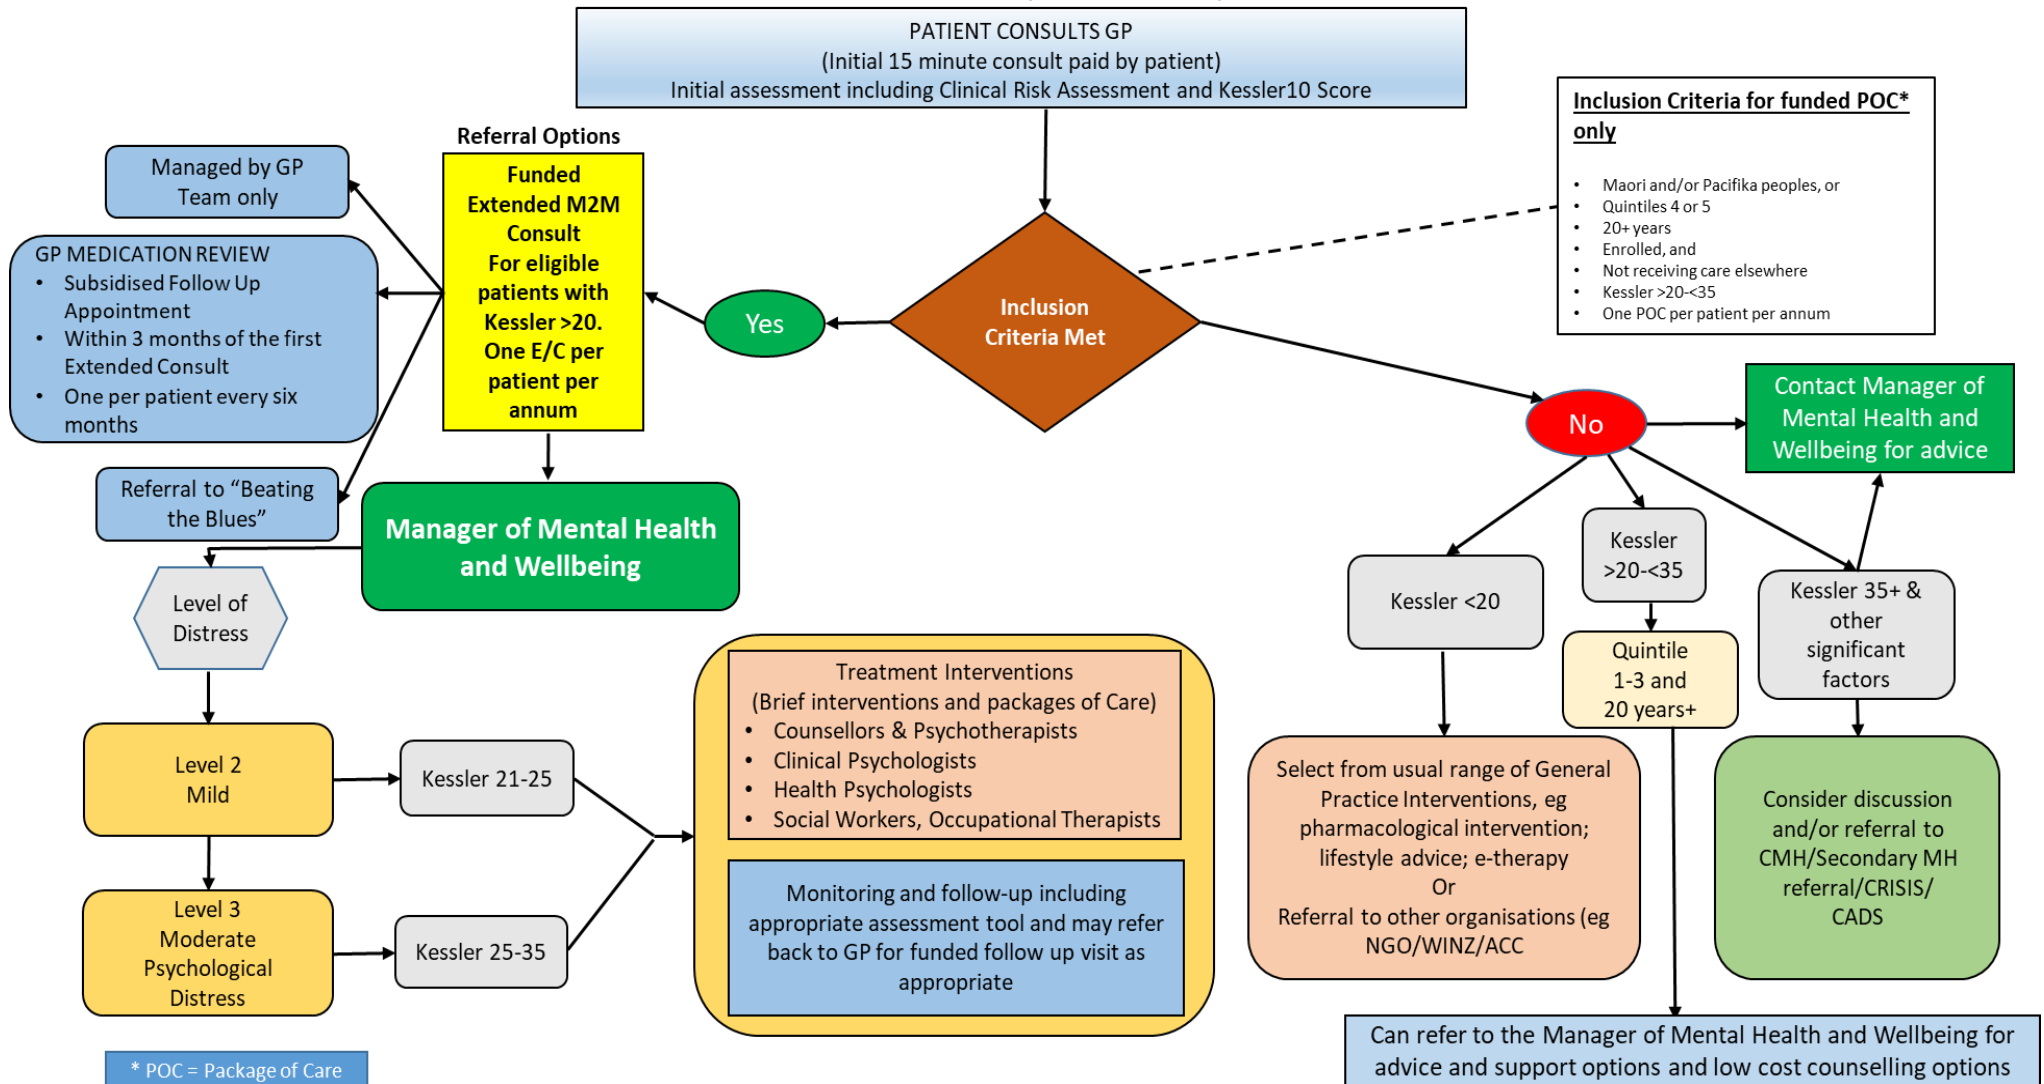 PATIENT CONSULTS GP
(Initial 15 minute consult paid by patient)
Initial assessment including Clinical Risk Assessment and Kessler10 Score
Inclusion Criteria for funded POC*
only
• Maori and/or Pacifika peoples, or
• Quintiles 4 or 5
• 20+ years
• Enrolled, and
• Not receiving care elsewhere
• Kessler >20-<35
• One POC per patient per annum
Referral Options
Funded
Extended M2M
Consult
For eligible
patients with
Kessler >20.
One E/C per
patient per
annum
Managed by GP
Team only
GP MEDICATION REVIEW
• Subsidised Follow Up
Appointment
• Within 3 months of the first
Extended Consult
• One per patient every six
months
Referral to “Beating
the Blues”
Yes
Inclusion
Criteria Met
No
Contact Manager of
Mental Health and
Wellbeing for advice
Manager of Mental Health
and Wellbeing
Level of
Distress
Level 2
Mild
Kessler 21-25
Level 3
Moderate
Psychological
Distress
Kessler 25-35
Treatment Interventions
(Brief interventions and packages of Care)
• Counsellors & Psychotherapists
• Clinical Psychologists
• Health Psychologists
• Social Workers, Occupational Therapists
Monitoring and follow-up including
appropriate assessment tool and may refer
back to GP for funded follow up visit as
appropriate
Kessler <20
Kessler
>20-<35
Quintile
1-3 and
20 years+
Kessler 35+ &
other
significant
factors
Select from usual range of General
Practice Interventions, eg
pharmacological intervention;
lifestyle advice; e-therapy
Or
Referral to other organisations (eg
NGO/WINZ/ACC
Consider discussion
and/or referral to
CMH/Secondary MH
referral/CRISIS/
CADS
Can refer to the Manager of Mental Health and Wellbeing for
advice and support options and low cost counselling options
* POC = Package of Care